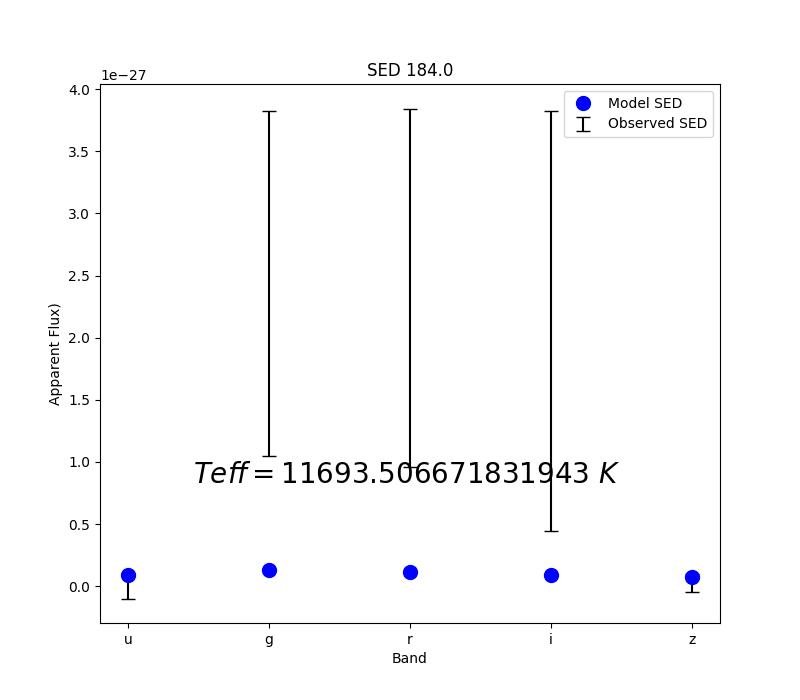 SED 184.0
1e−27
4.0
3.5
3.0
2.5
2.0
1.5
1.0
0.5
0.0
Apparent Flux)
Model SED
Observed SED
Teff = 11693.506671831943 K
u g r i z
Band